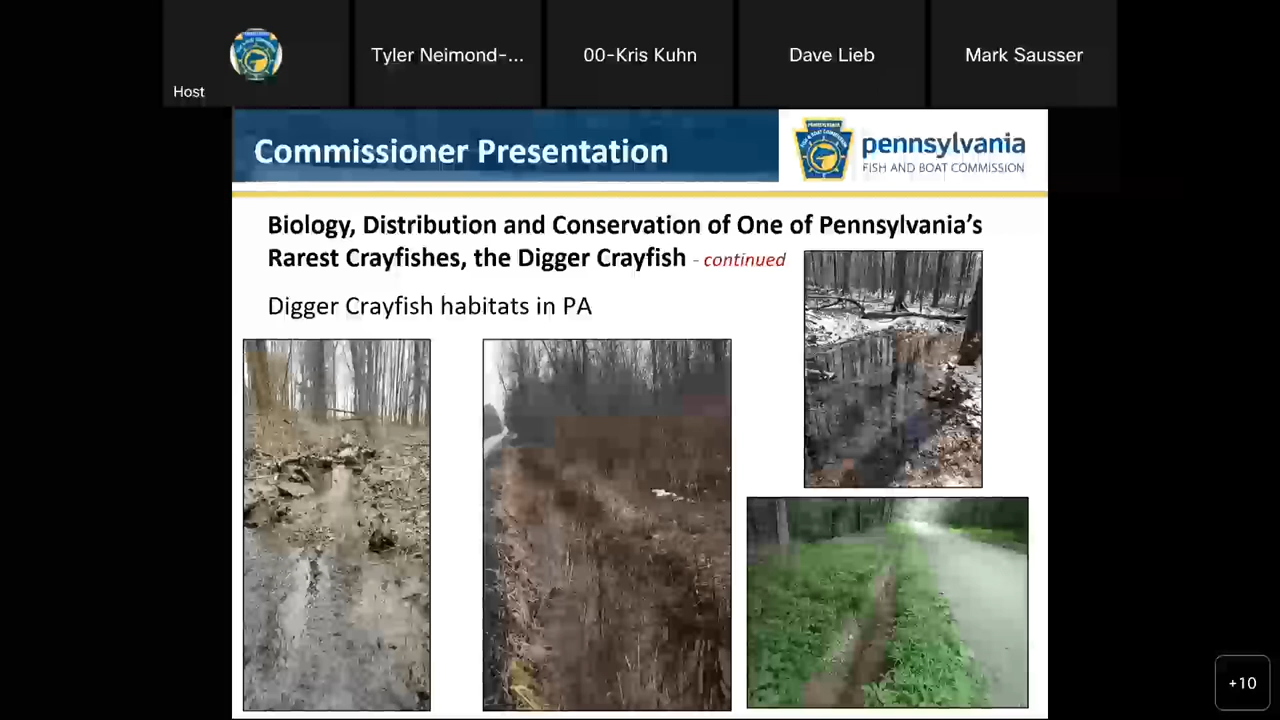 Host
Tyler Neimond-...
00-Kris Kuhn
Dave Lieb
Mark Sausser
Commissioner Presentation
pennsylvania
FISH AND BOAT COMMISSION
Biology, Distribution and Conservation of One of Pennsylvania's
Rarest Crayfishes, the Digger Crayfish - continued
Digger Crayfish habitats in PA
+10